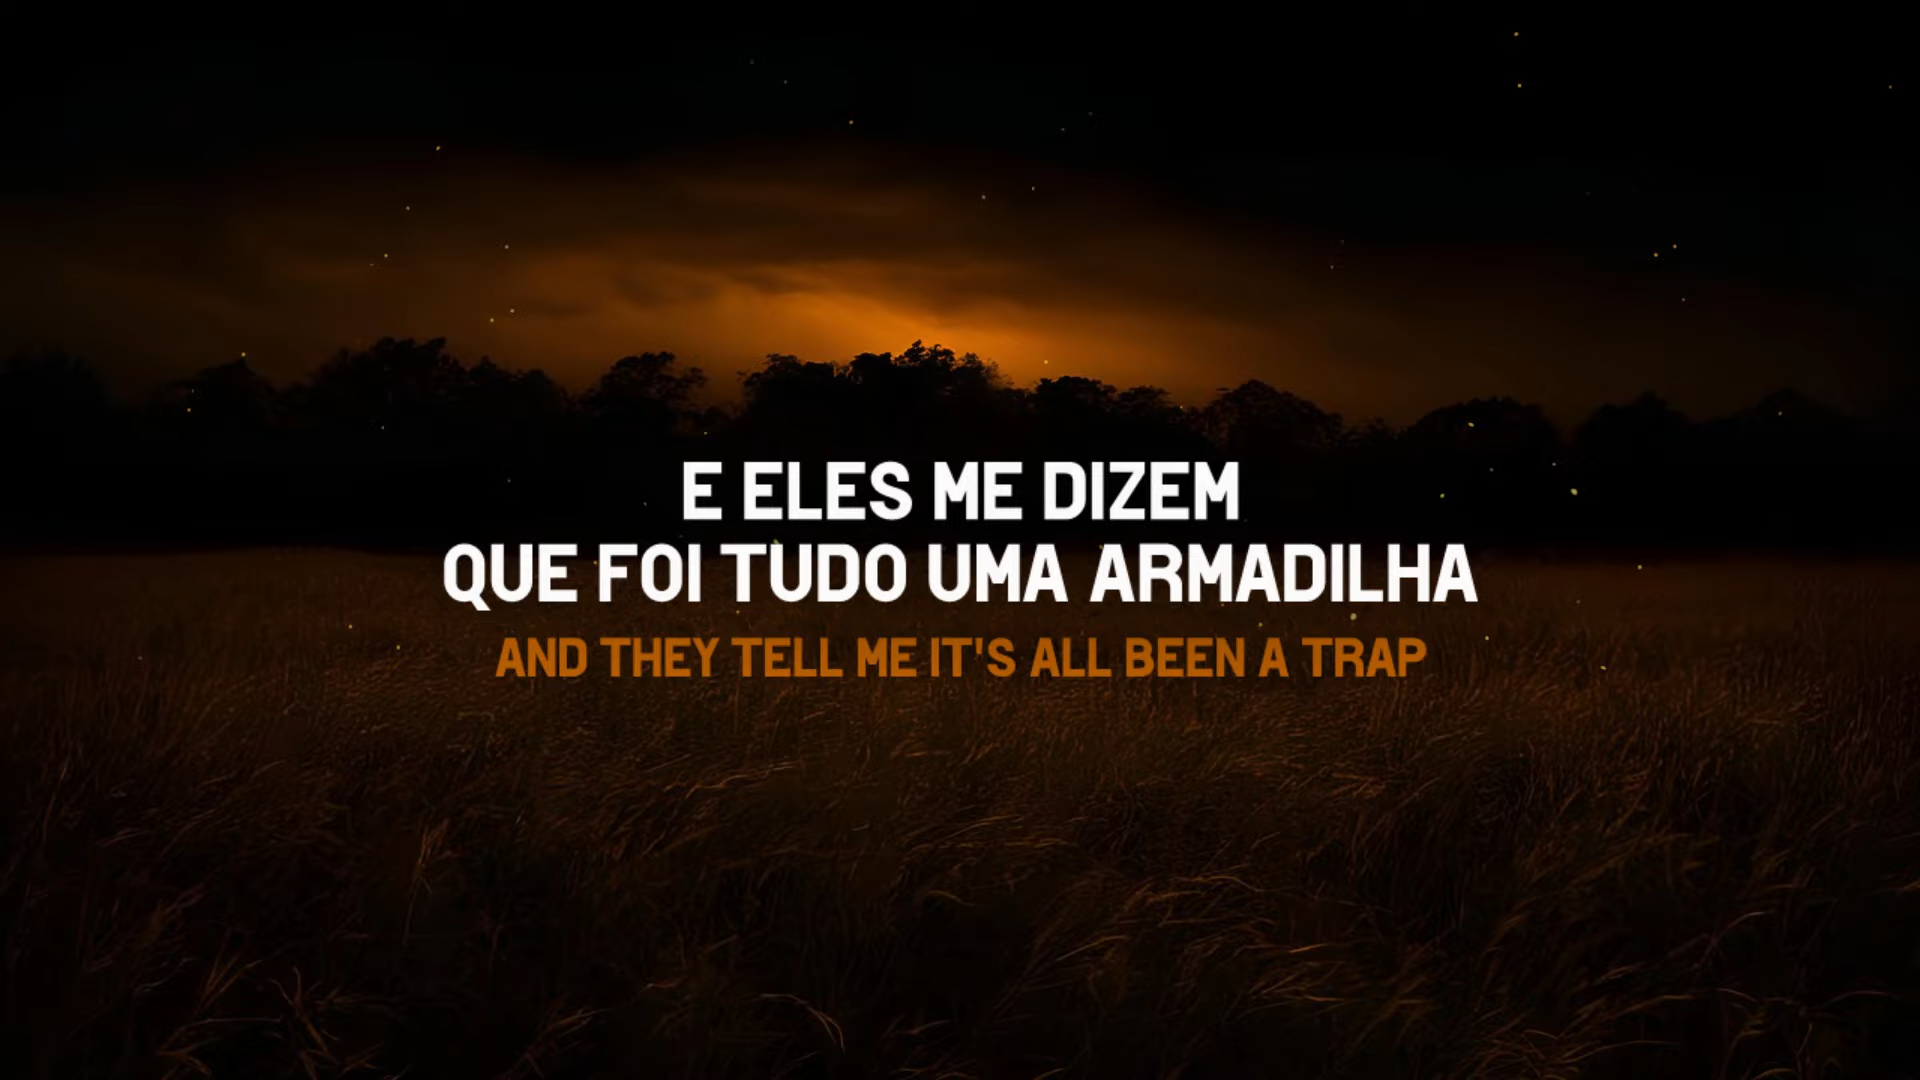 E ELES ME DIZEM
QUE FOI TUDO UMA ARMADILHA
AND THEY TELL ME IT'S ALL BEEN A TRAP